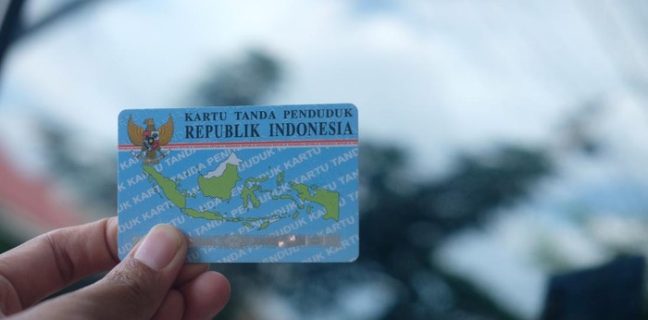 KARTU TANDA PENDUDUK
REPUBLIK INDONESIA